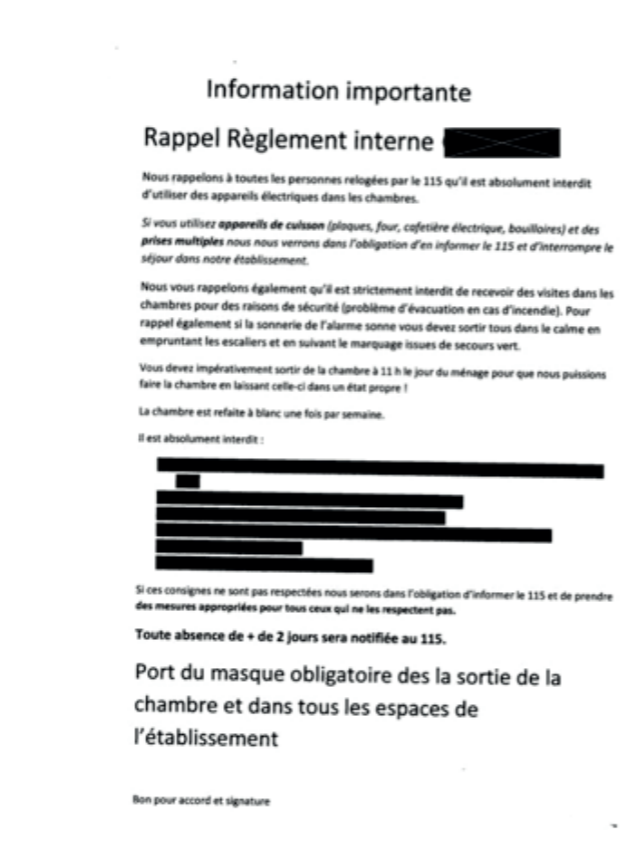 Information importante
Rappel Règlement interne
Nous rappelons à toutes les personnes relogées par le 115 qu'il est absolument interdit
d'utiliser des appareils électriques dans les chambres.
Si vous utilisez appareils de cuisson (plaques, four, cafetière électrique, bouilloires) et des
prises multiples nous nous verrons dans l'obligation d'en informer le 115 et d'interrompre le
séjour dans notre établissement.
Nous vous rappelons également qu'il est strictement interdit de recevoir des visites dans les
chambres pour des raisons de sécurité (problème d'évacuation en cas d'incendie). Pour
rappel également si la sonnerie de l'alarme sonne vous devez sortir tous dans le calme en
empruntant les escaliers et en suivant le marquage issues de secours vert.
Vous devez impérativement sortir de la chambre à 11 h le jour du ménage pour que nous puissions
faire la chambre en laissant celle-ci dans un état propre !
La chambre est refaite à blanc une fois par semaine.
Il est absolument interdit :
Si ces consignes ne sont pas respectées nous serons dans l'obligation d'informer le 115 et de prendre
des mesures appropriées pour tous ceux qui ne les respectent pas.
Toute absence de + de 2 jours sera notifiée au 115.
Port du masque obligatoire des la sortie de la
chambre et dans tous les espaces de
l'établissement
Bon pour accord et signature